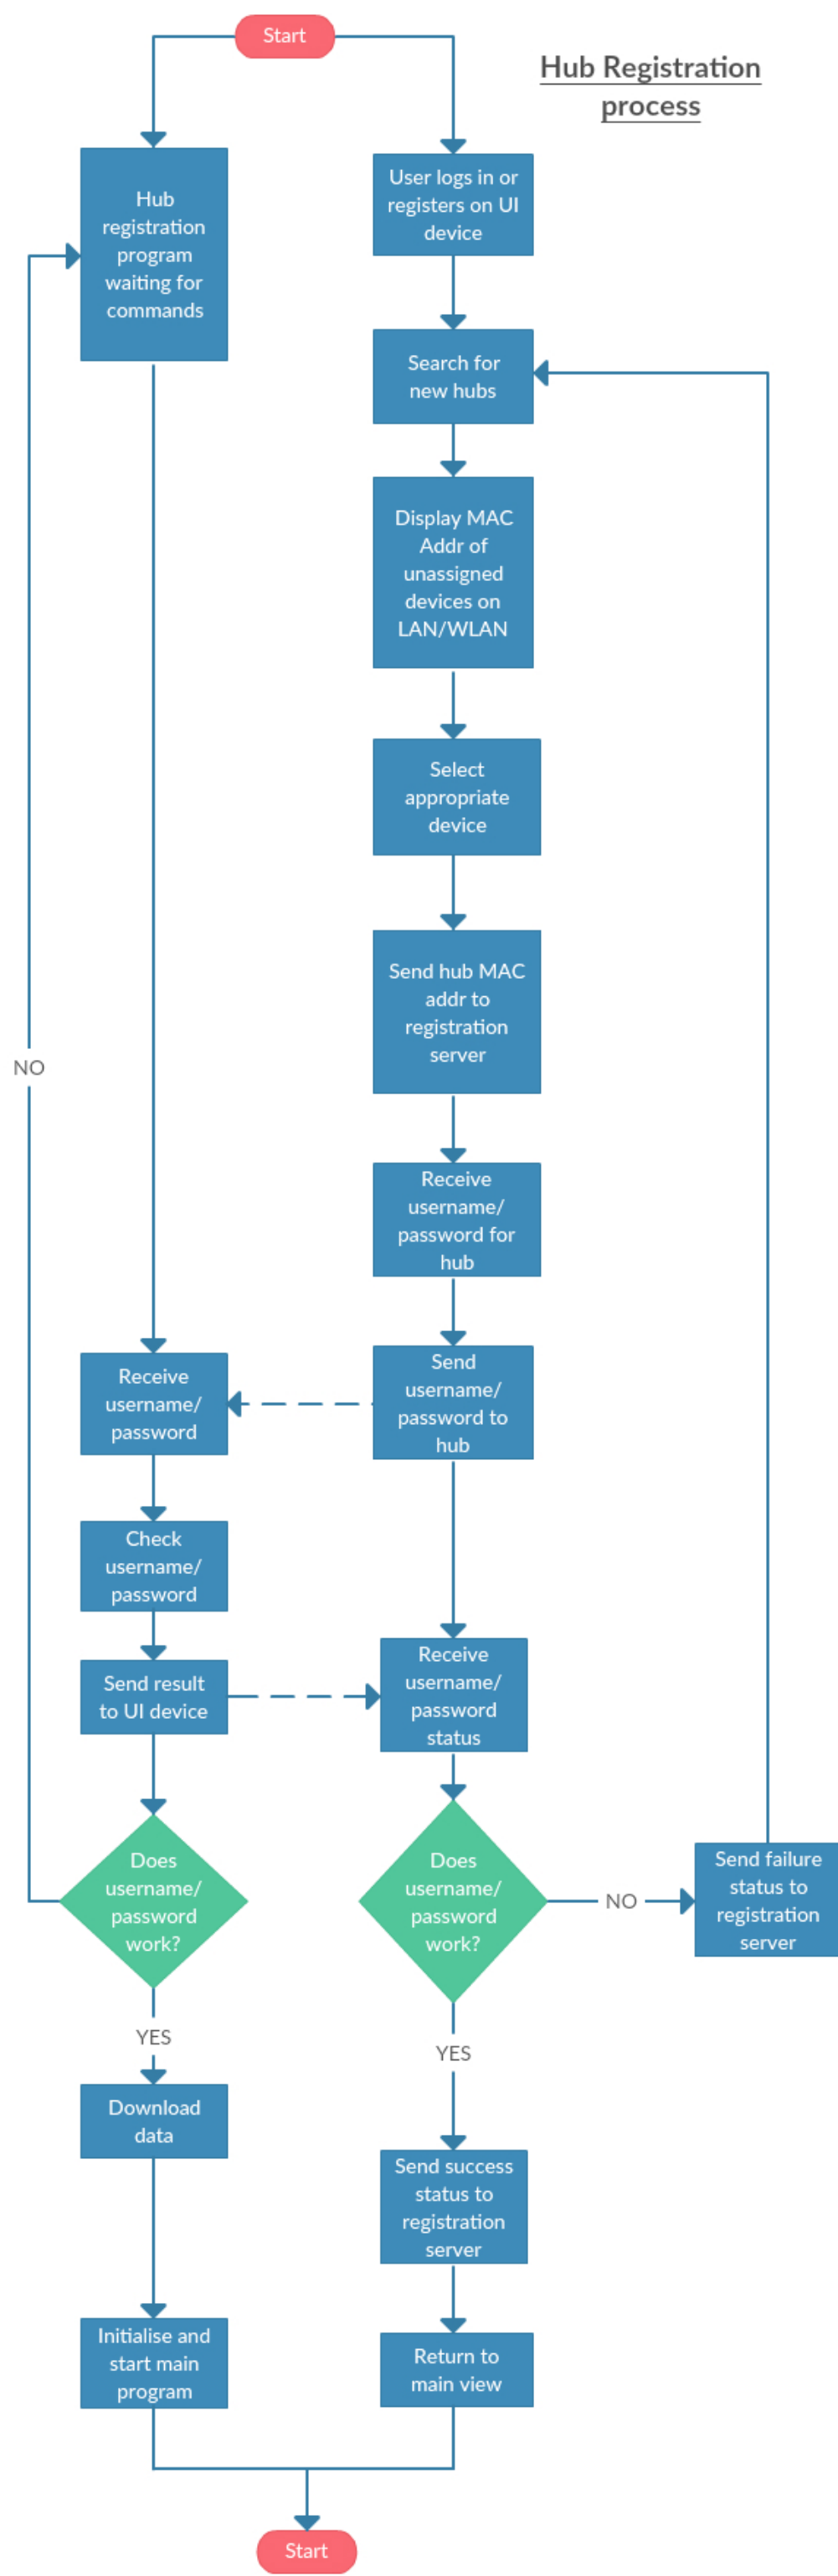 Start
Hub Registration
process
Hub
registration
program
waiting for
commands
User logs in or
registers on UI
device
Search for
new hubs
Display MAC
Addr of
unassigned
devices on
LAN/WLAN
Select
appropriate
device
Send hub MAC
addr to
registration
server
NO
Receive
username/
password for
hub
Receive
username/
password
Send
username/
password to
hub
Check
username/
password
Send result
to UI device
Receive
username/
password
status
Does
username/
password
work?
Does
username/
password
work?
NO
Send failure
status to
registration
server
YES
YES
Download
data
Send success
status to
registration
server
Initialise and
start main
program
Return to
main view
Start